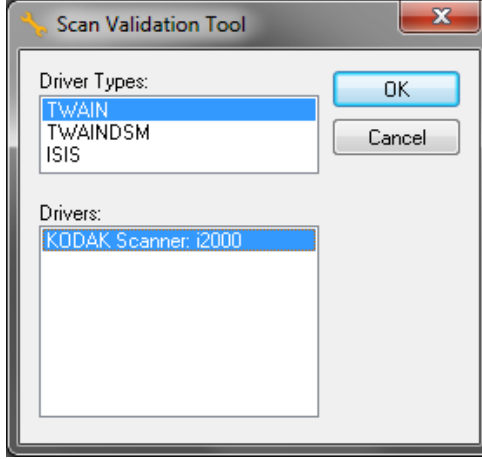 Scan Validation Tool
Driver Types:
TWAIN
TWAINDSM
ISIS
OK
Cancel
Drivers:
KODAK Scanner: i2000